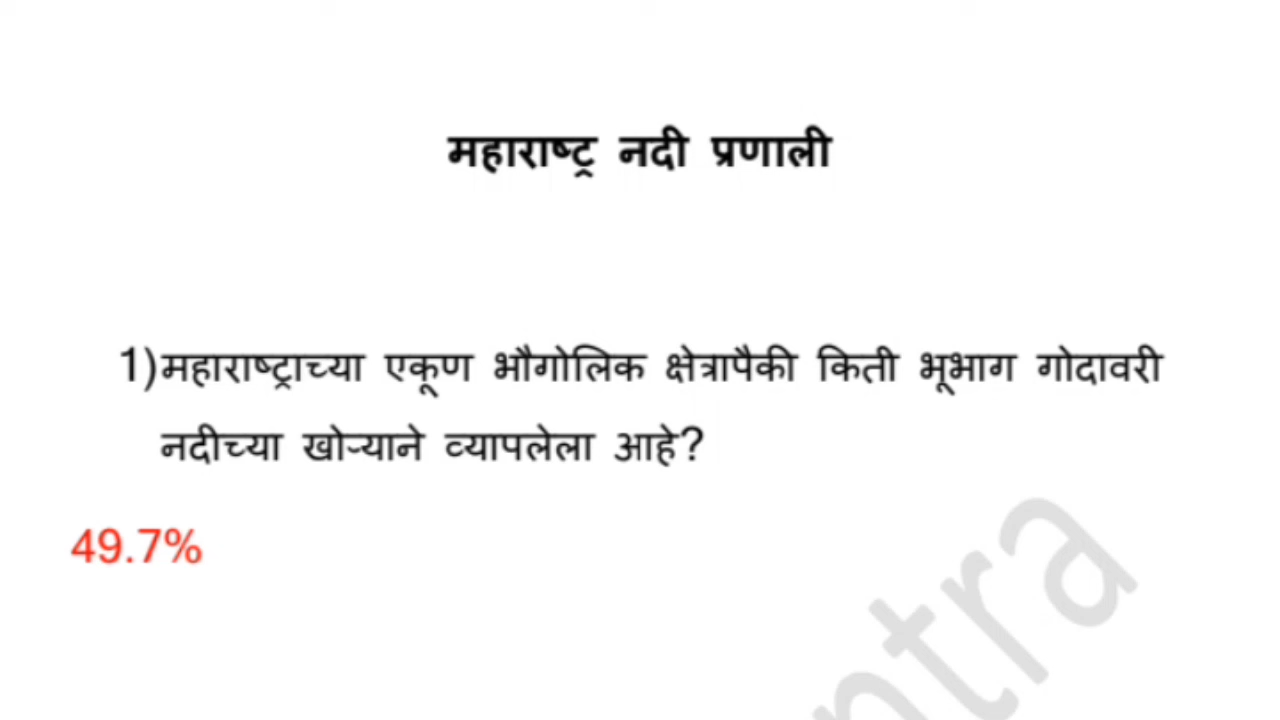 महाराष्ट्र नदी प्रणाली
1)महाराष्ट्राच्या एकूण भौगोलिक क्षेत्रापैकी किती भूभाग गोदावरी
नदीच्या खोऱ्याने व्यापलेला आहे?
49.7%